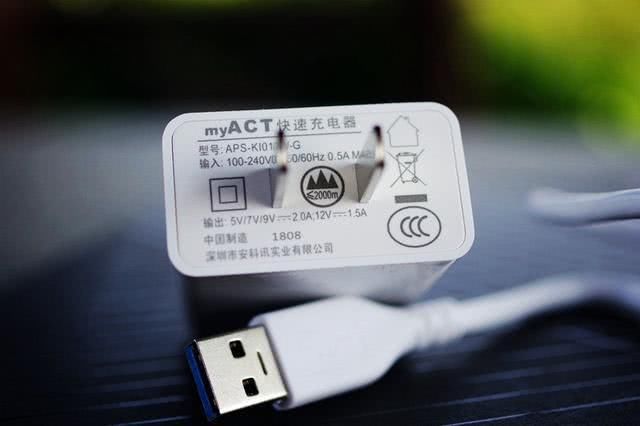 myACT快速充电器
型号: APS-KI01 -G
输入: 100-240V 50/60Hz 0.5A
≤2000m
输出: 5V/7V/9V⎓2.0A;12V⎓1.5A
CCC
中国制造 1808
深圳市安科讯实业有限公司